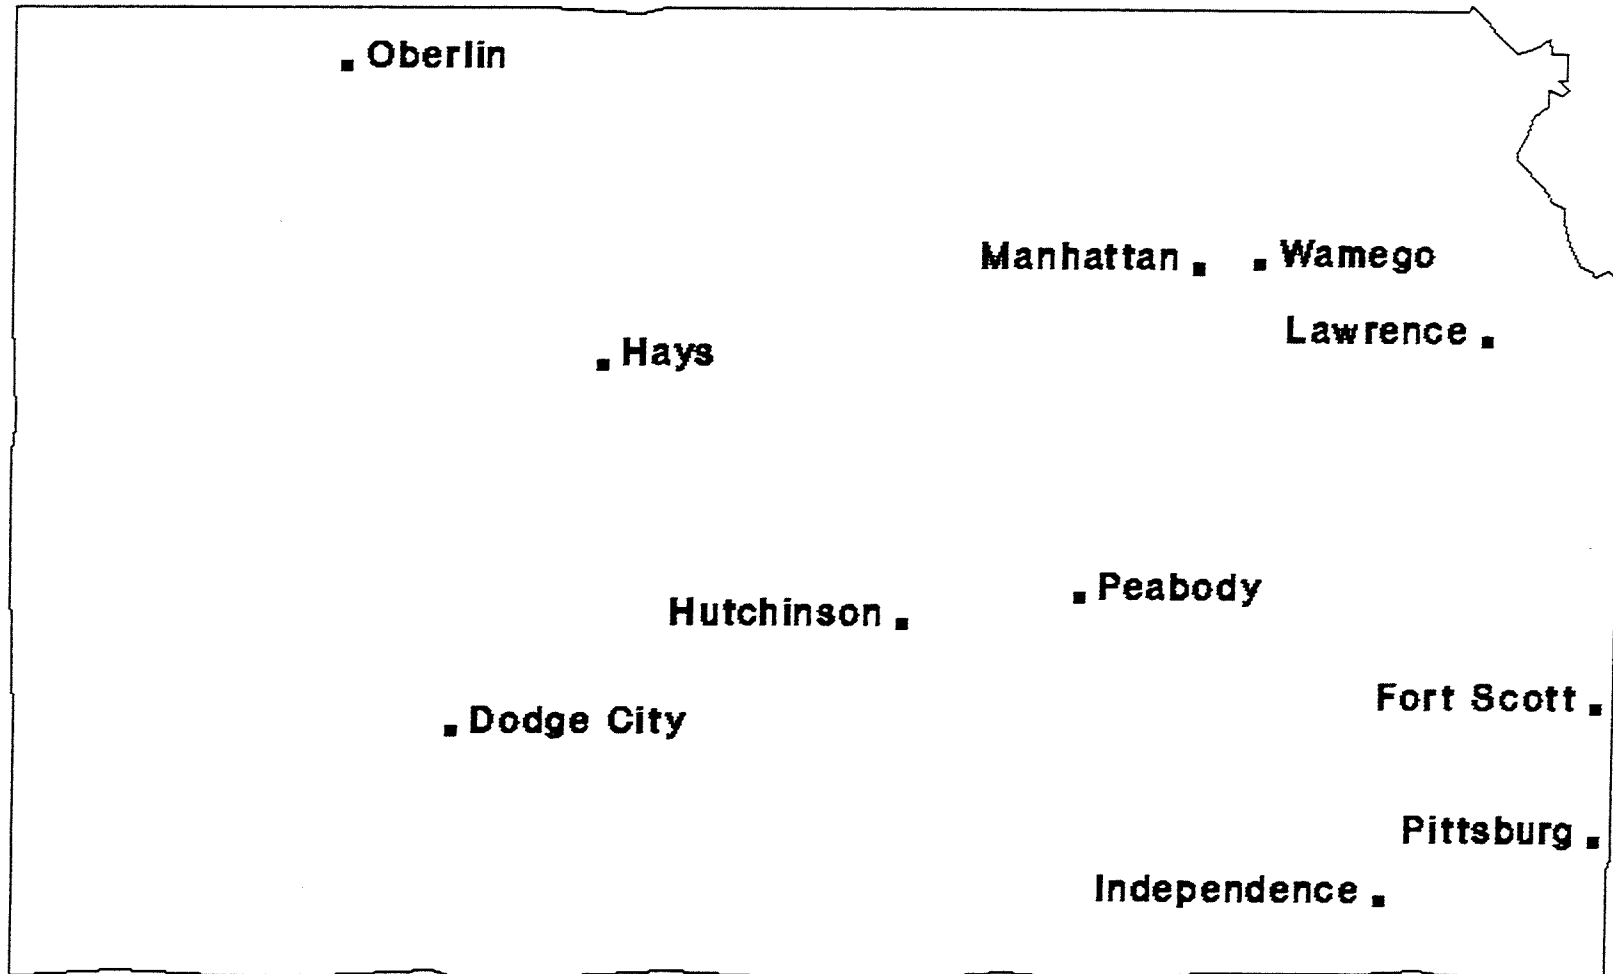 Oberlin
Manhattan
Wamego
Lawrence
Hays
Peabody
Hutchinson
Fort Scott
Dodge City
Pittsburg
Independence